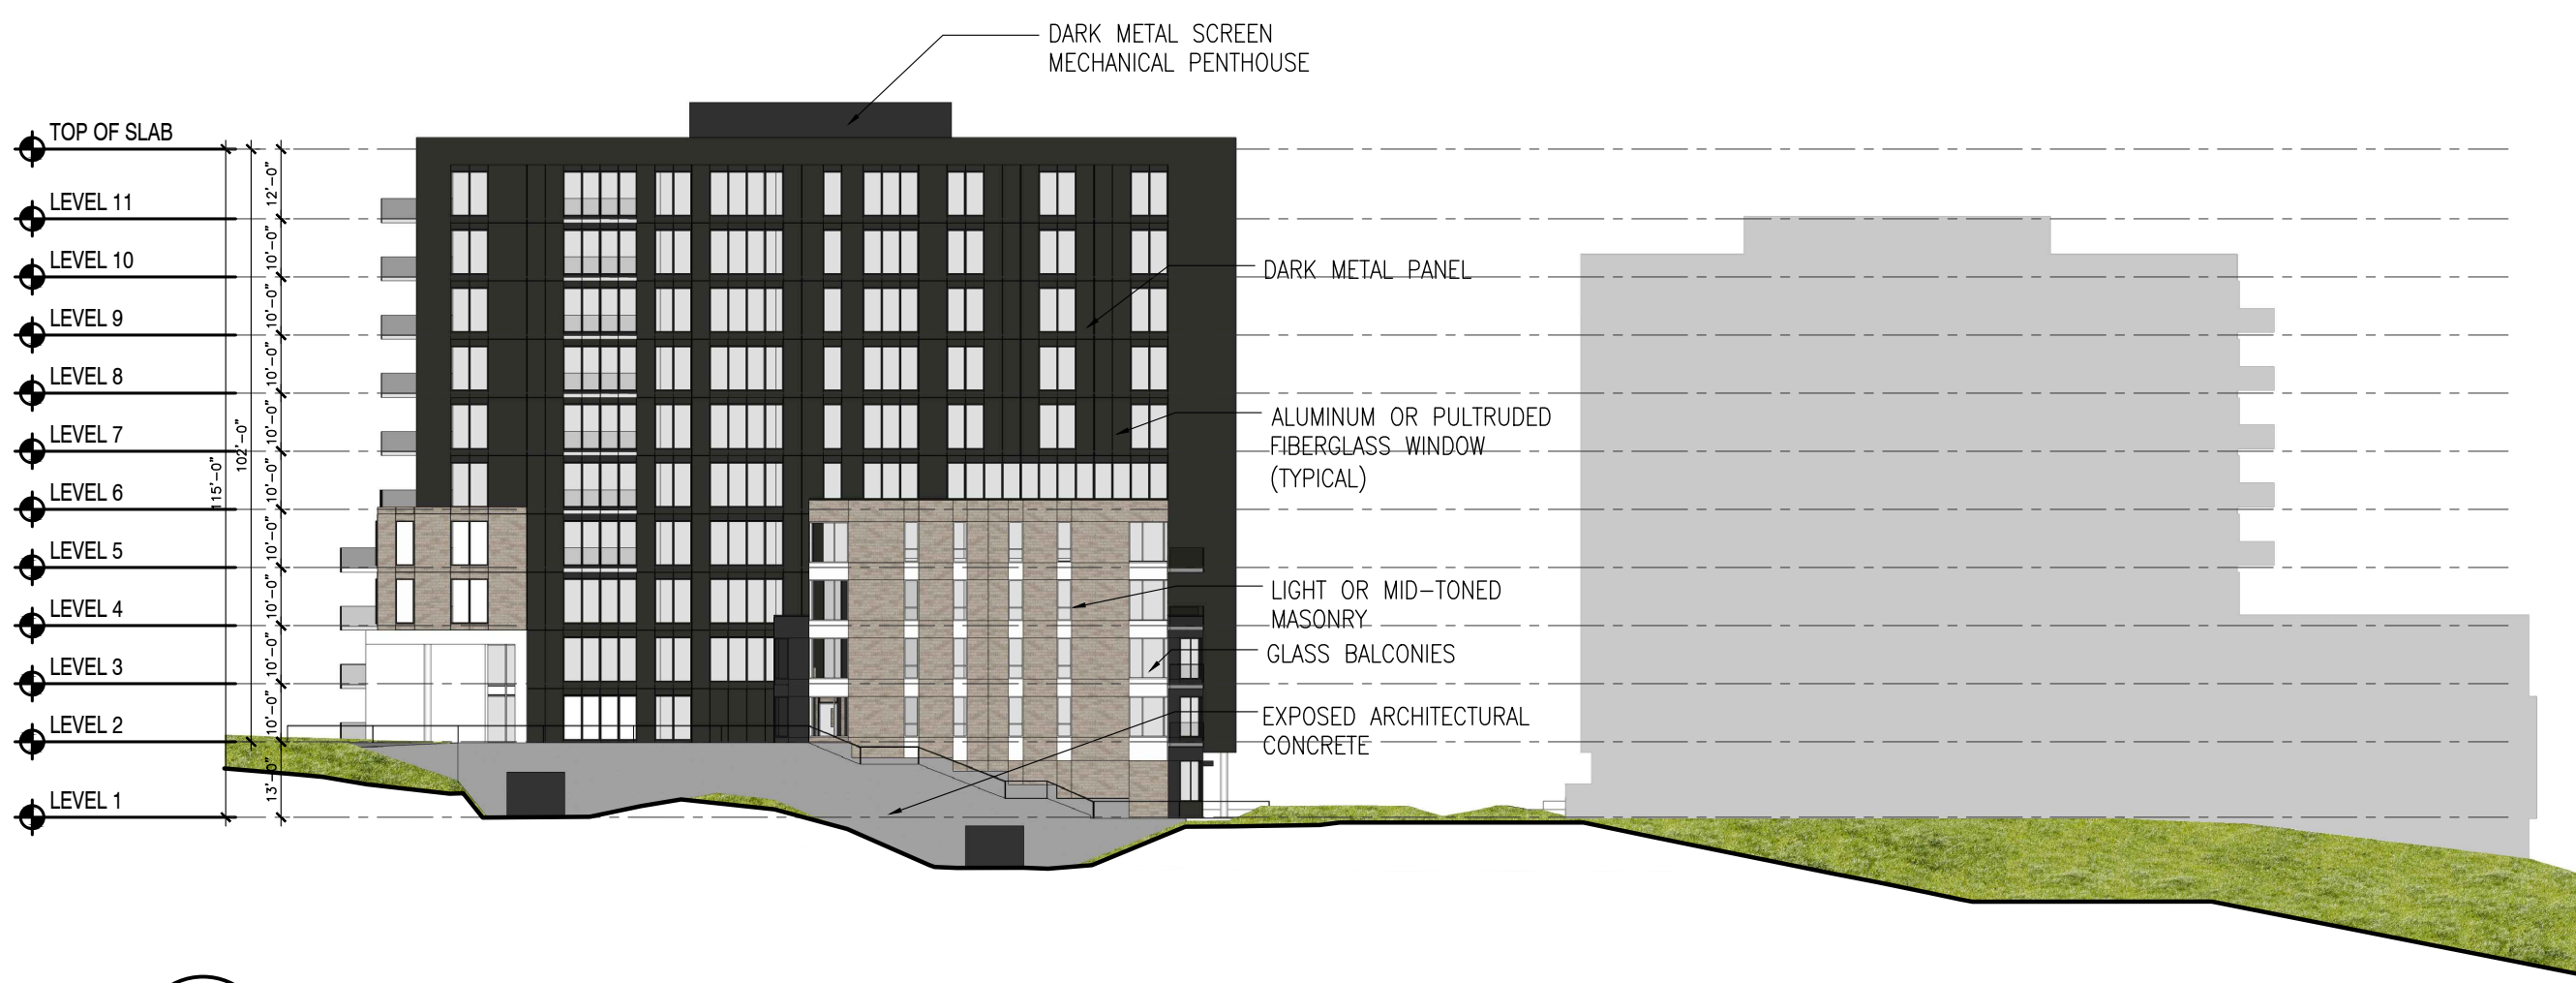 DARK METAL SCREEN
MECHANICAL PENTHOUSE
TOP OF SLAB
12'-0"
LEVEL 11
10'-0"
LEVEL 10
10'-0"
DARK METAL PANEL
LEVEL 9
10'-0"
LEVEL 8
10'-0"
ALUMINUM OR PULTRUDED
FIBERGLASS WINDOW
(TYPICAL)
LEVEL 7
102'-0"
115'-0"
10'-0"
LEVEL 6
10'-0"
LEVEL 5
10'-0"
LIGHT OR MID-TONED
MASONRY
LEVEL 4
10'-0"
GLASS BALCONIES
LEVEL 3
10'-0"
EXPOSED ARCHITECTURAL
CONCRETE
LEVEL 2
13'-0"
LEVEL 1